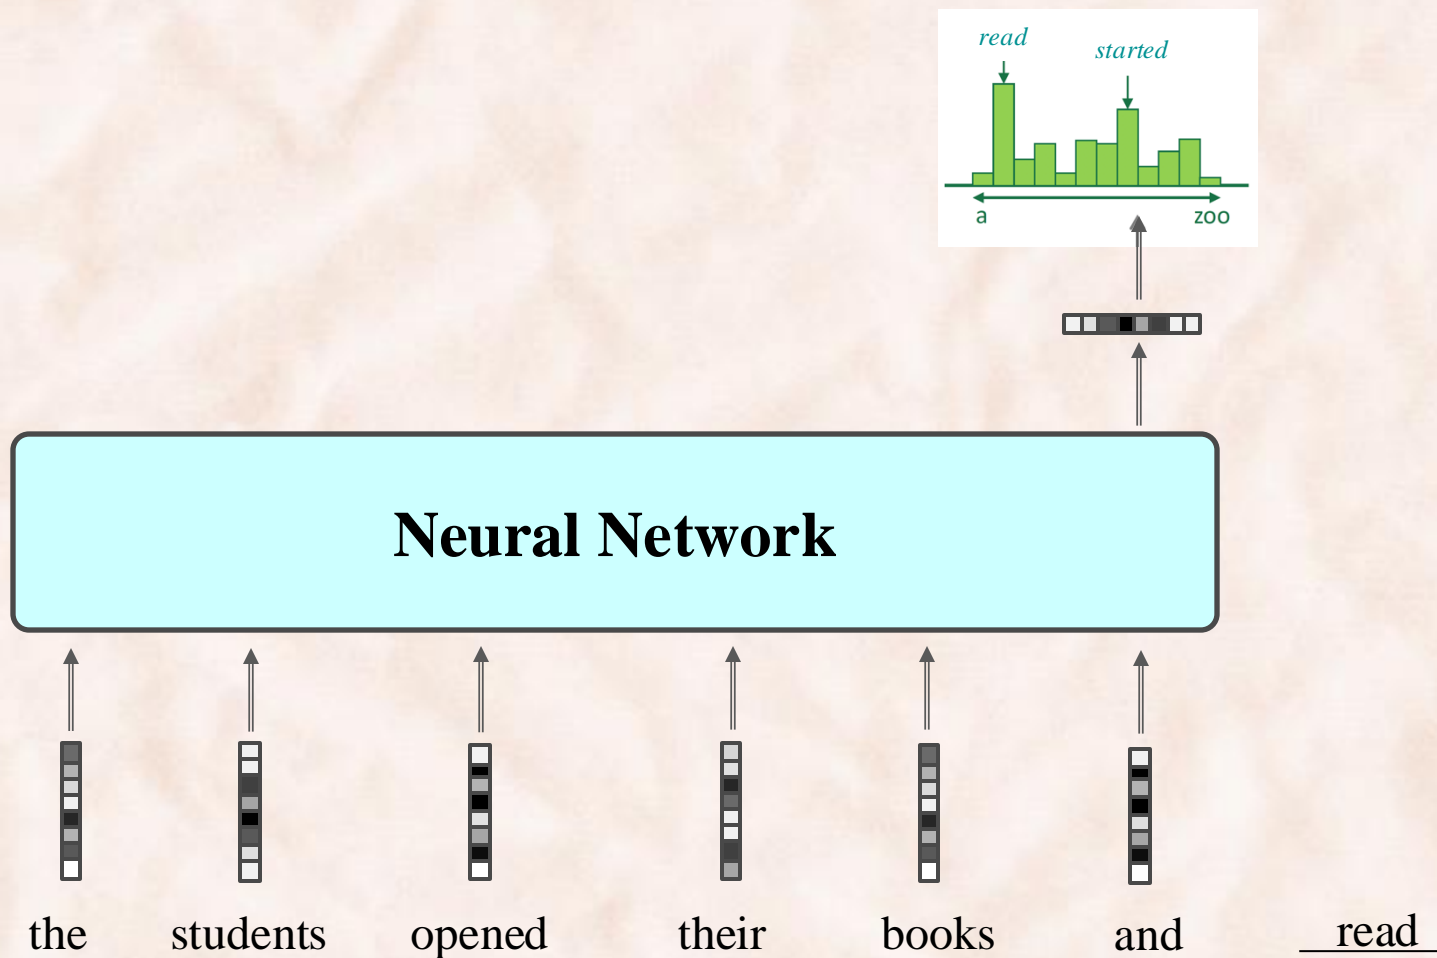 read
started
a zoo
Neural Network
the students opened their books and read